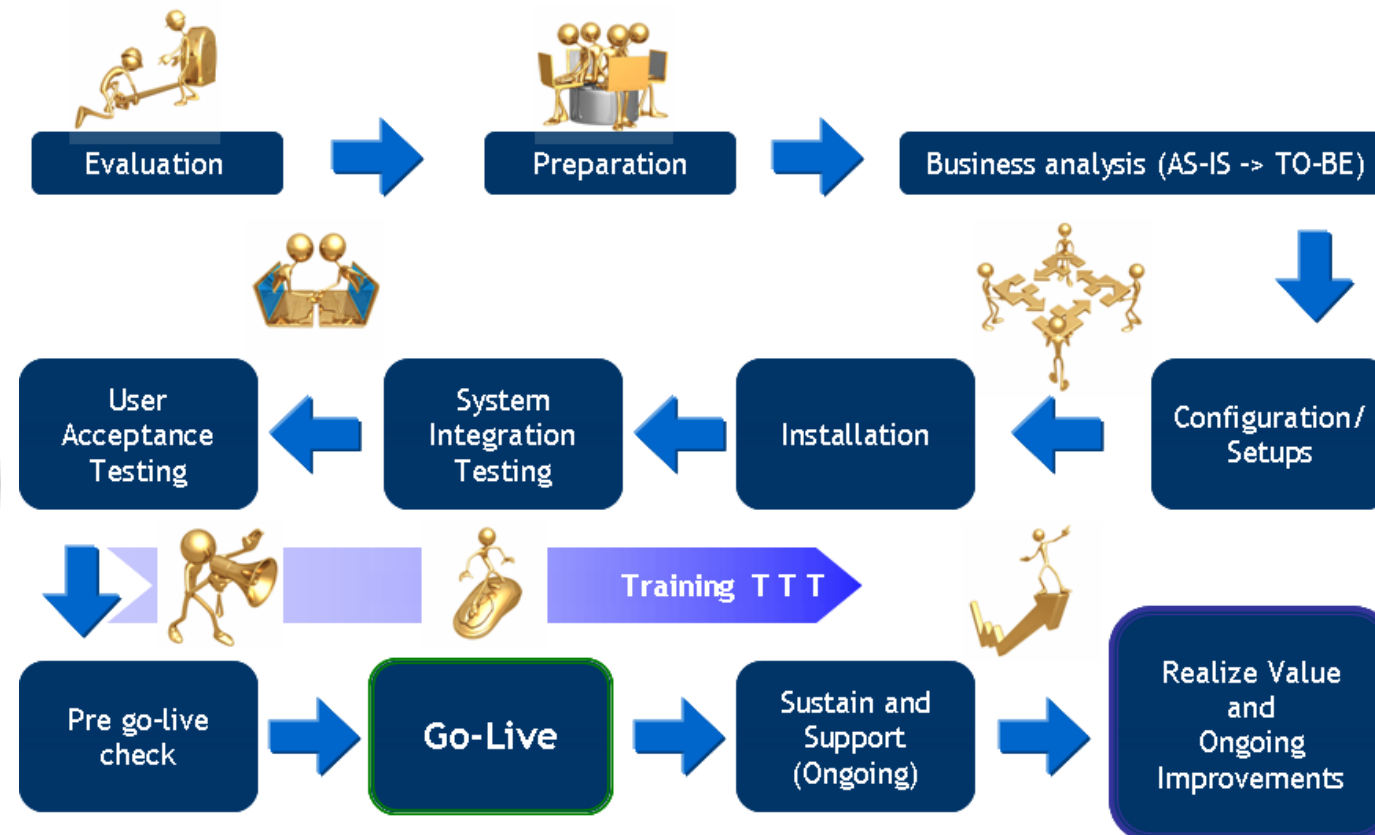 Evaluation
Preparation
Business analysis (AS-IS -> TO-BE)
Configuration/
Setups
Installation
System
Integration
Testing
User
Acceptance
Testing
Training T T T
Pre go-live
check
Go-Live
Sustain and
Support
(Ongoing)
Realize Value
and
Ongoing
Improvements